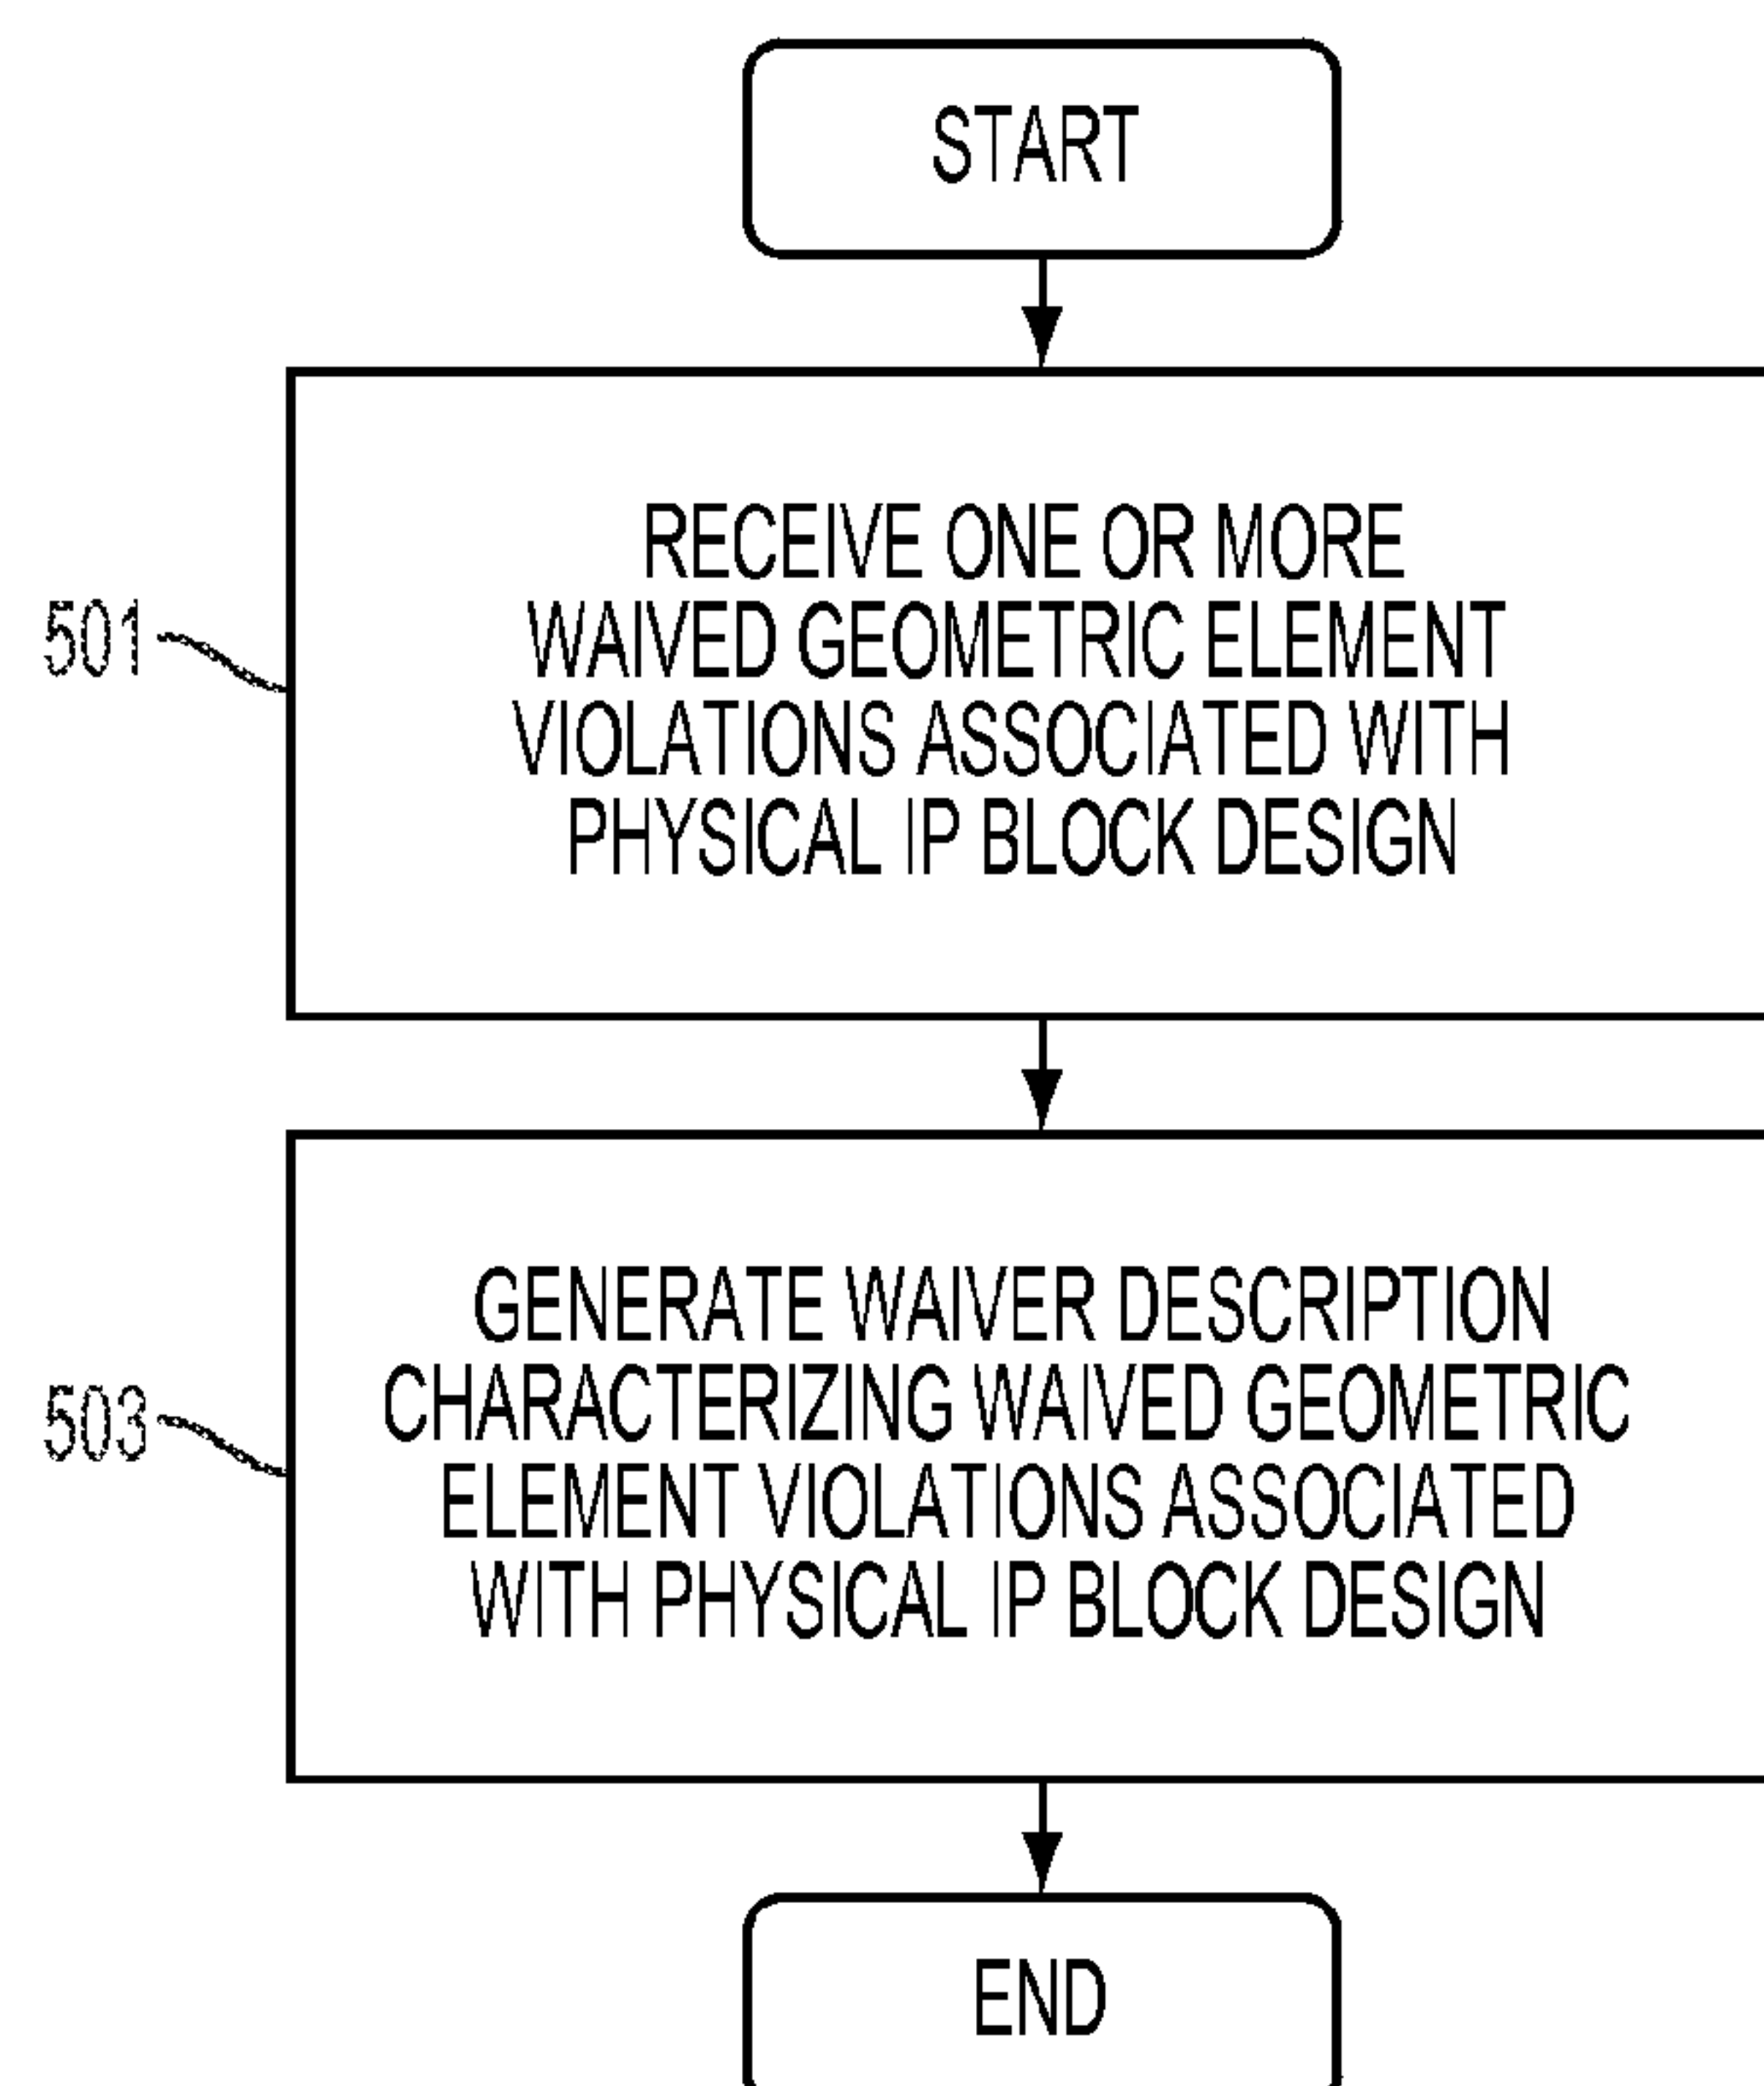 START
RECEIVE ONE OR MORE
WAIVED GEOMETRIC ELEMENT
501
VIOLATIONS ASSOCIATED WITH
PHYSICAL IP BLOCK DESIGN
GENERATE WAIVER DESCRIPTION
CHARACTERIZING WAIVED GEOMETRIC
503
ELEMENT VIOLATIONS ASSOCIATED
WITH PHYSICAL IP BLOCK DESIGN
END